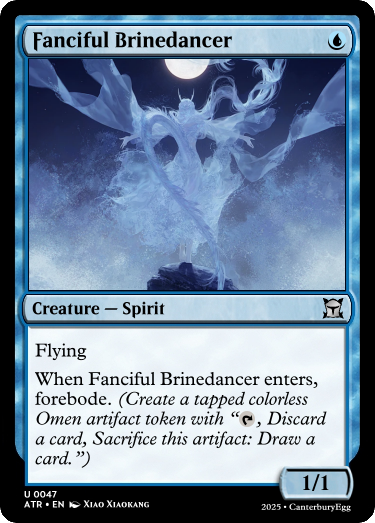 Fanciful Brinedancer
Creature — Spirit
Flying
When Fanciful Brinedancer enters,
forebode. (Create a tapped colorless
Omen artifact token with “, Discard
a card, Sacrifice this artifact: Draw a
card.”)
1/1
U 0047
ATR • EN Xiao Xiaokang
2025 • CanterburyEgg